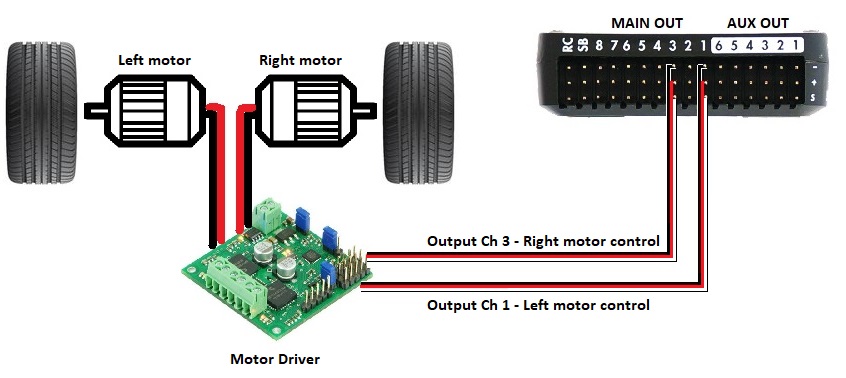 MAIN OUT AUX OUT
RC SB 8 7 6 5 4 3 2 1 6 5 4 3 2 1
Left motor Right motor
-
+
S
Output Ch 3 - Right motor control
Output Ch 1 - Left motor control
Motor Driver